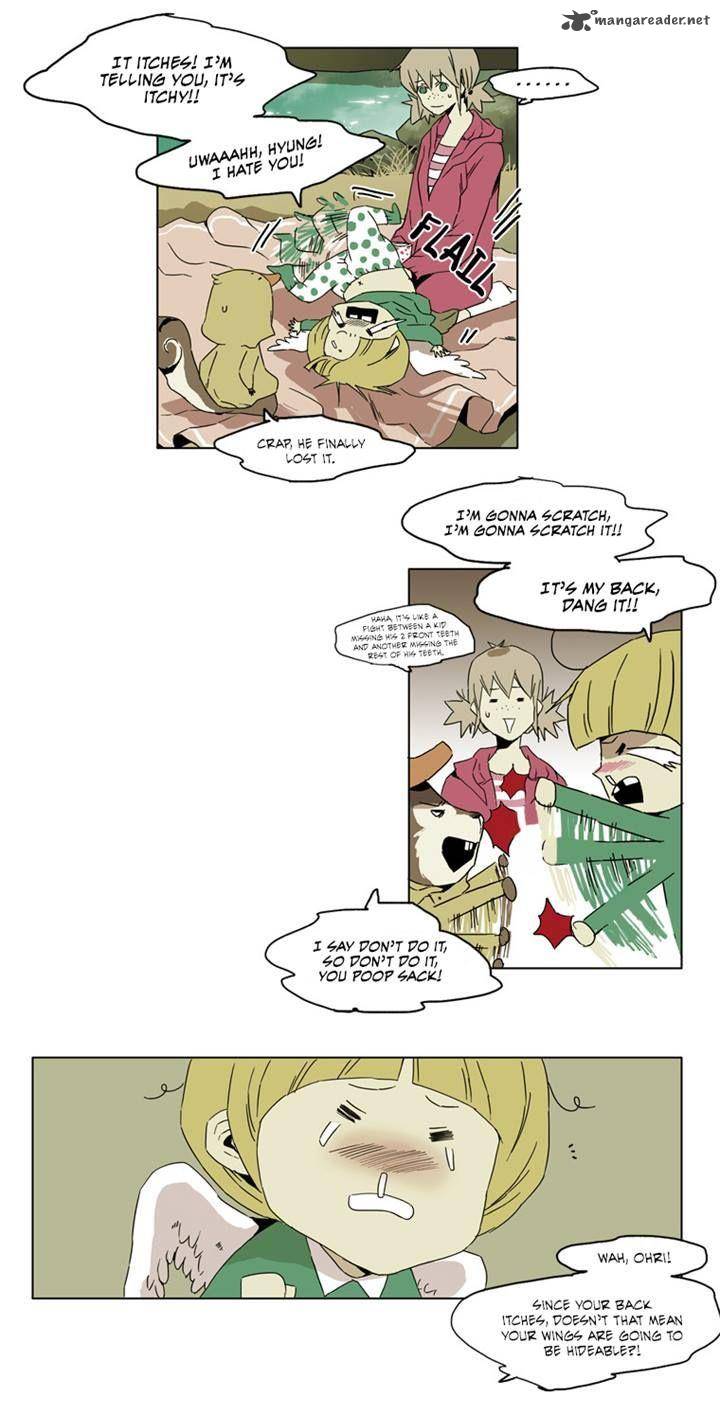 mangareader.net
IT ITCHES! I'M
TELLING YOU, IT'S
ITCHY!!
......
UWAAAHH, HYUNG!
I HATE YOU!
FLAIL
CRAP, HE FINALLY
LOST IT.
I'M GONNA SCRATCH,
I'M GONNA SCRATCH IT!!
IT'S MY BACK,
DANG IT!!
HAHA, IT'S LIKE A
FIGHT BETWEEN A KID
MISSING HIS 2 FRONT TEETH
AND ANOTHER MISSING THE
REST OF HIS TEETH.
I SAY DON'T DO IT,
SO DON'T DO IT,
YOU POOP SACK!
WAH, OHRI!
SINCE YOUR BACK
ITCHES, DOESN'T THAT MEAN
YOUR WINGS ARE GOING TO
BE HIDEABLE?!